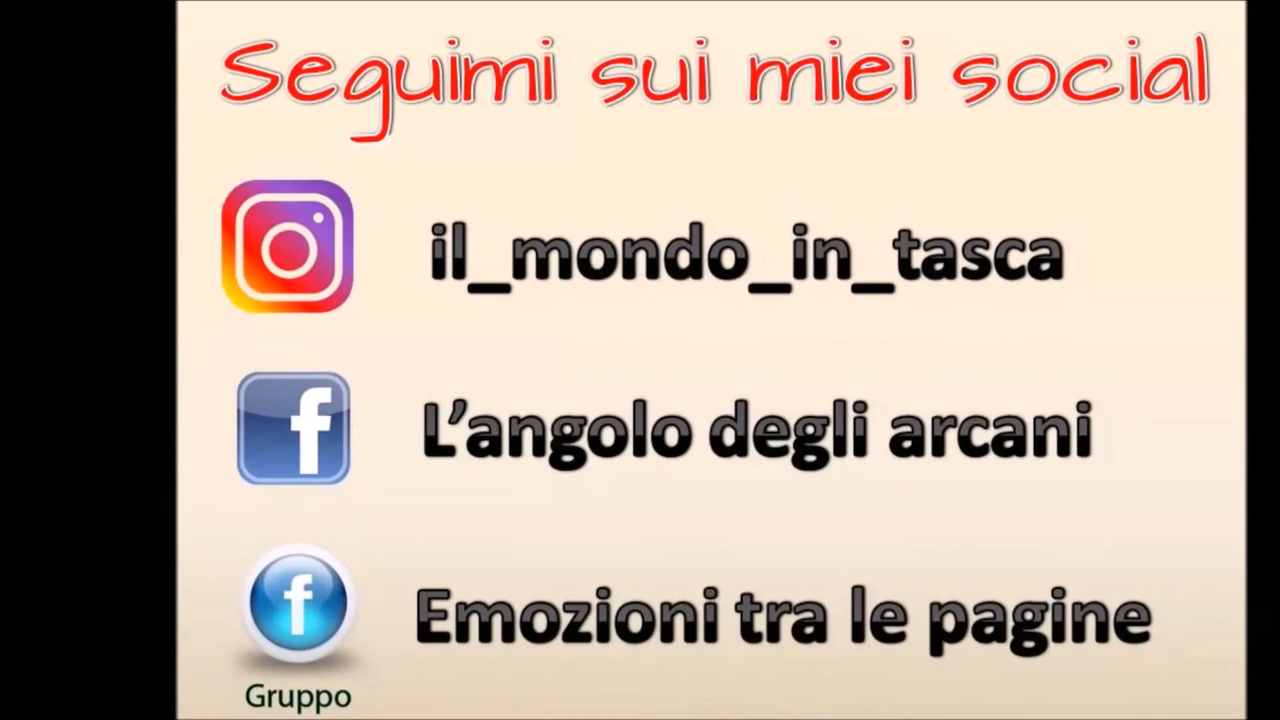 Seguimi sui miei social
il_mondo_in_tasca
L’angolo degli arcani
Emozioni tra le pagine
Gruppo